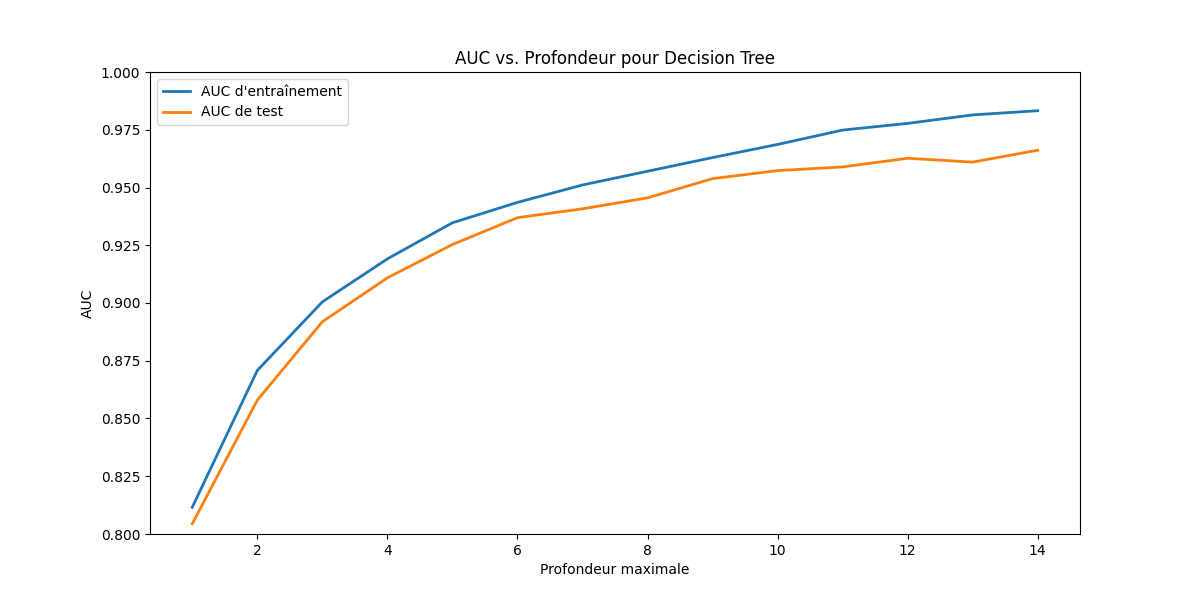 AUC vs. Profondeur pour Decision Tree
AUC d'entraînement
AUC de test
1.000
0.975
0.950
0.925
0.900
0.875
0.850
0.825
0.800
AUC
2 4 6 8 10 12 14
Profondeur maximale